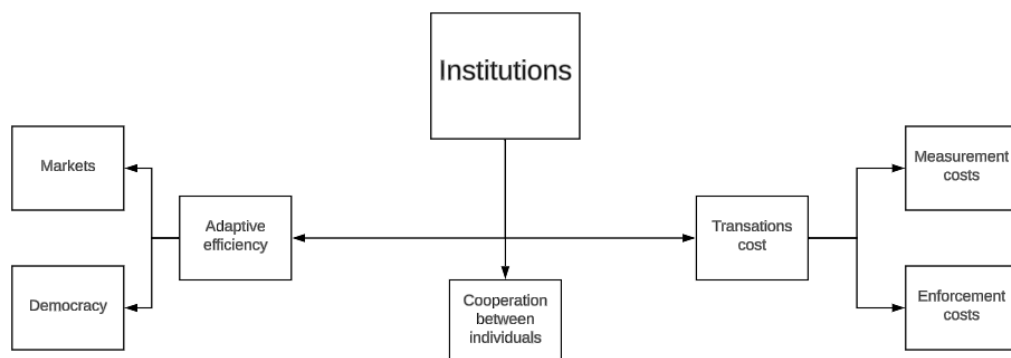 Institutions
Markets
Adaptive
efficiency
Democracy
Cooperation
between
individuals
Transations
cost
Measurement
costs
Enforcement
costs